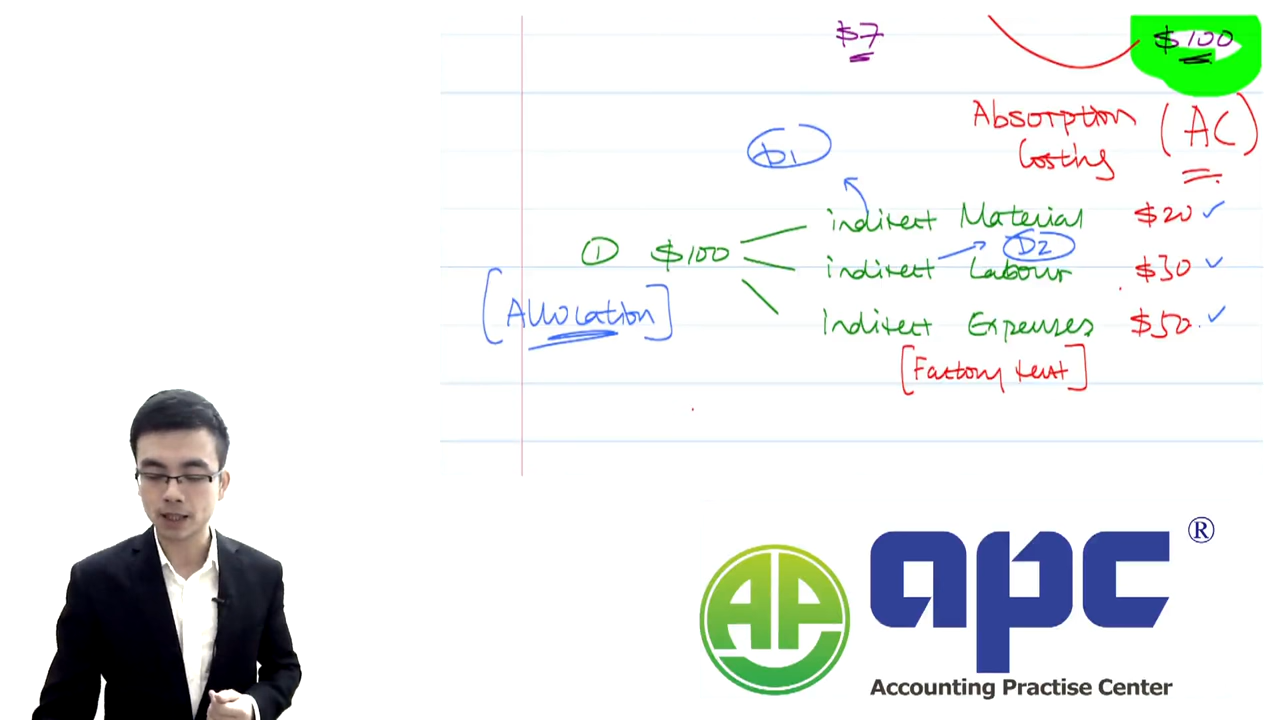 $7
$100
Absorption (AC)
Costing
D1
indirect Material $20 ✓
① $100
D2
indirect Labour $30 ✓
[Allocation]
Indirect Expenses $50. ✓
[Factory rent]
AP
apc®
Accounting Practise Center